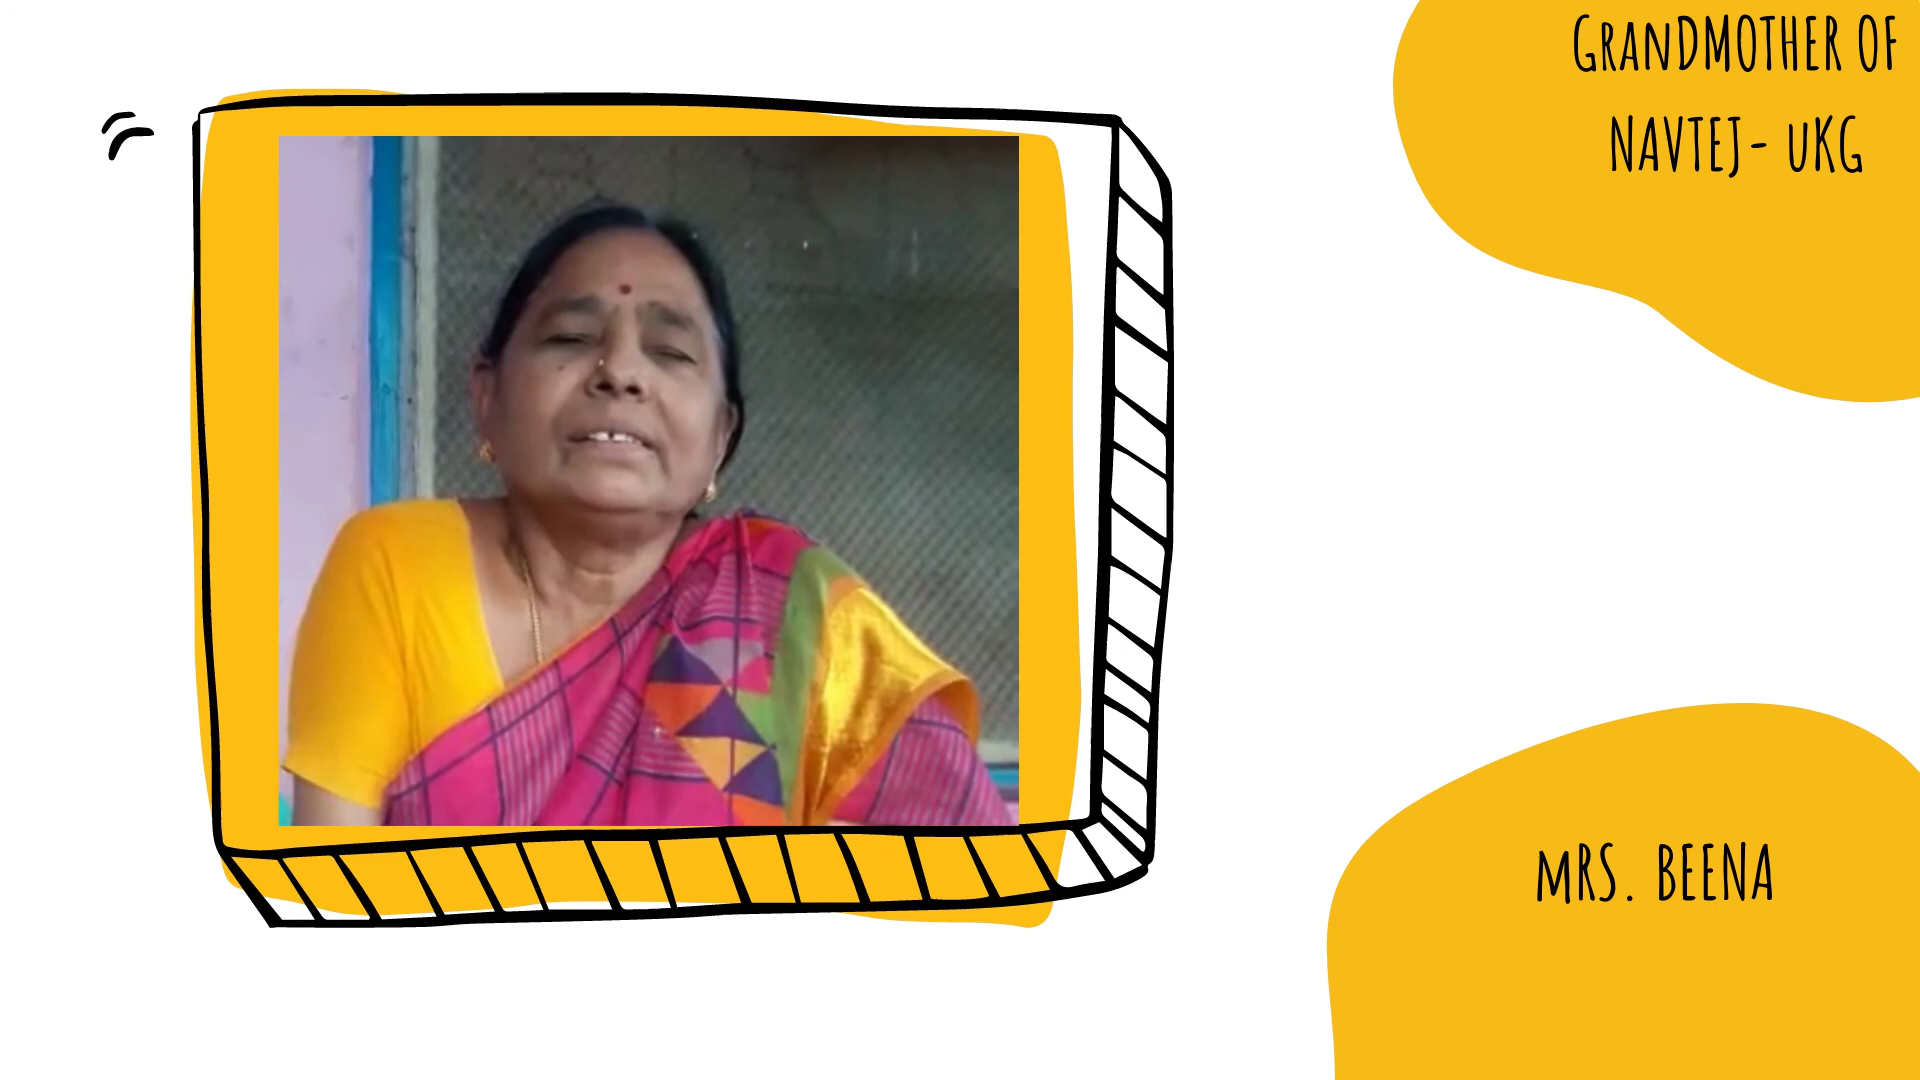 GRANDMOTHER OF
NAVTEJ- UKG
MRS. BEENA